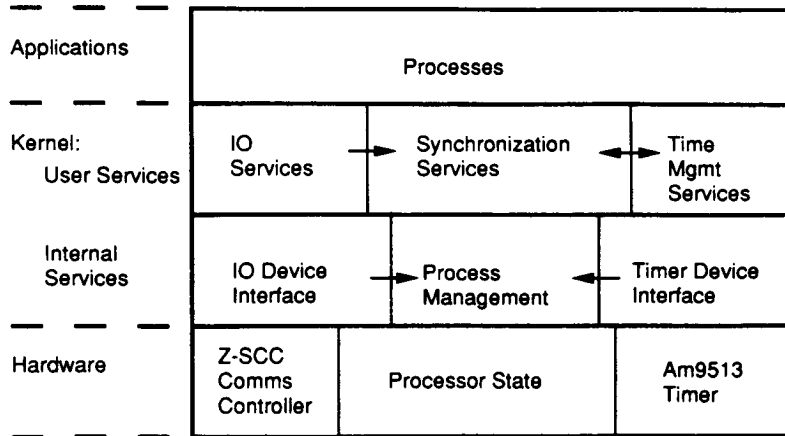 Applications
Processes
Kernel:
User Services
IO
Services
Synchronization
Services
Time
Mgmt
Services
Internal
Services
IO Device
Interface
Process
Management
Timer Device
Interface
Hardware
Z-SCC
Comms
Controller
Processor State
Am9513
Timer